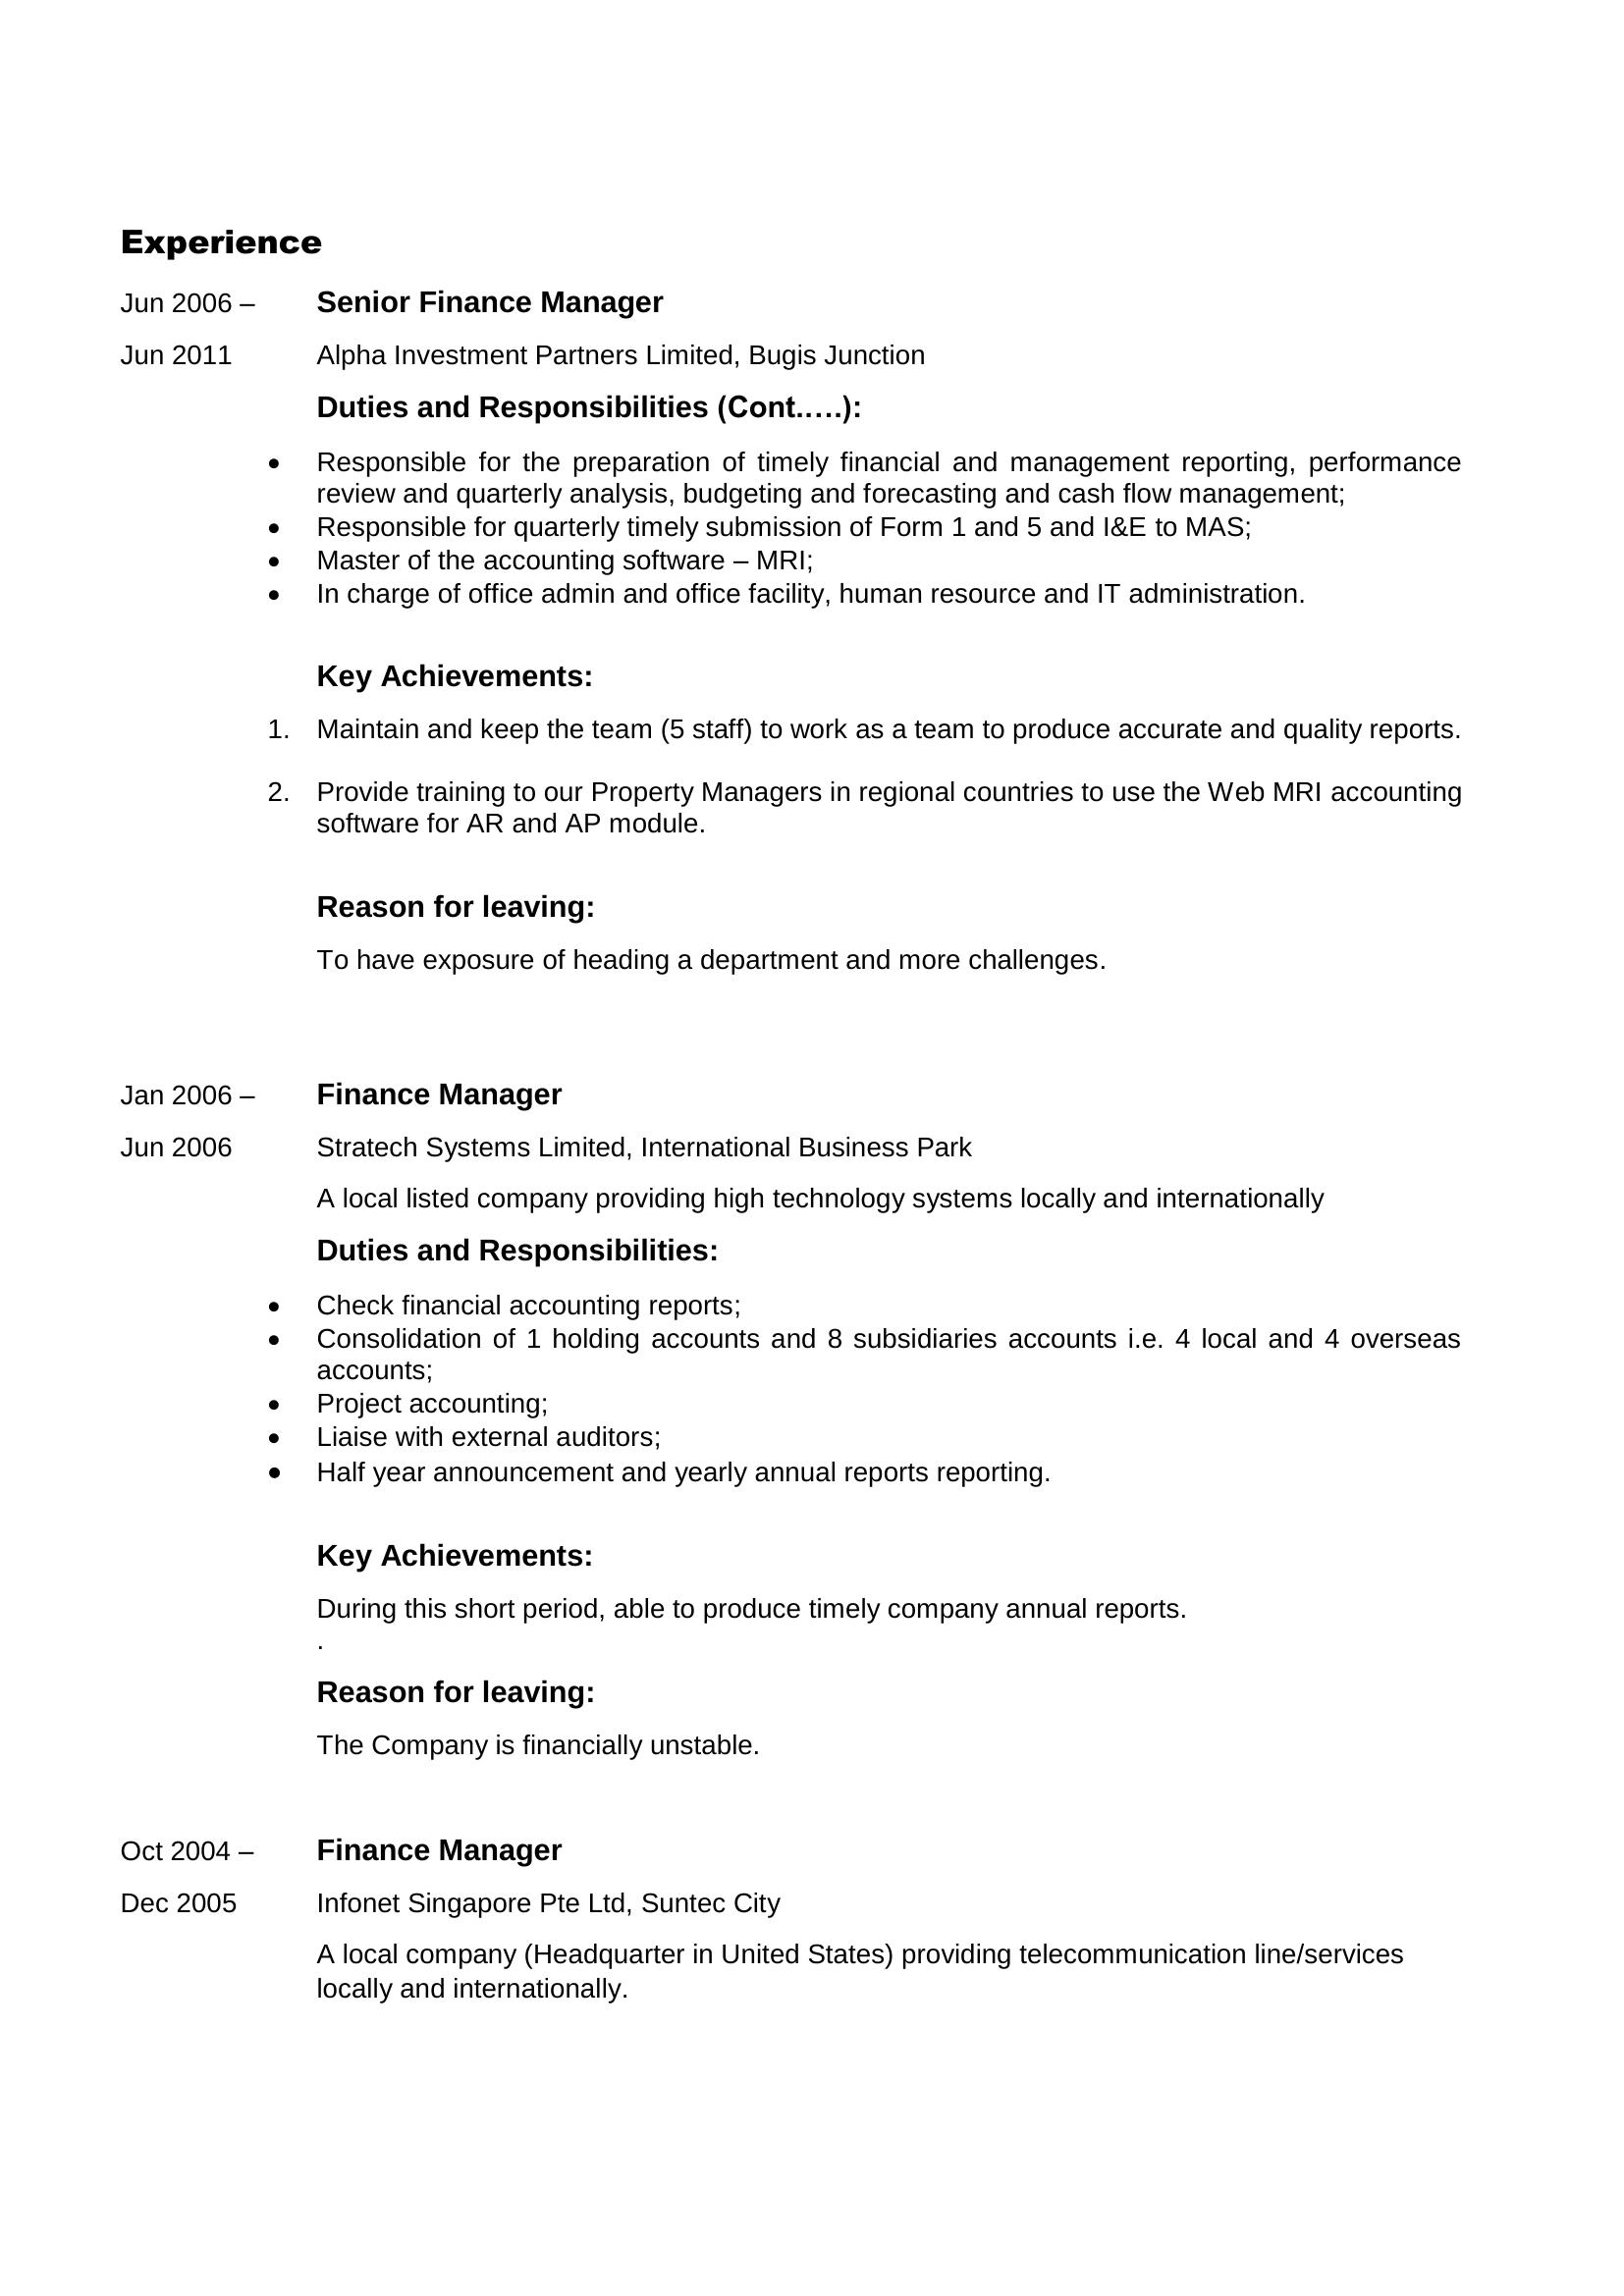 Experience
Jun 2006 – Senior Finance Manager
Jun 2011 Alpha Investment Partners Limited, Bugis Junction
Duties and Responsibilities (Cont.….):
• Responsible for the preparation of timely financial and management reporting, performance
review and quarterly analysis, budgeting and forecasting and cash flow management;
• Responsible for quarterly timely submission of Form 1 and 5 and I&E to MAS;
• Master of the accounting software – MRI;
• In charge of office admin and office facility, human resource and IT administration.
Key Achievements:
1. Maintain and keep the team (5 staff) to work as a team to produce accurate and quality reports.
2. Provide training to our Property Managers in regional countries to use the Web MRI accounting
software for AR and AP module.
Reason for leaving:
To have exposure of heading a department and more challenges.
Jan 2006 – Finance Manager
Jun 2006 Stratech Systems Limited, International Business Park
A local listed company providing high technology systems locally and internationally
Duties and Responsibilities:
• Check financial accounting reports;
• Consolidation of 1 holding accounts and 8 subsidiaries accounts i.e. 4 local and 4 overseas
accounts;
• Project accounting;
• Liaise with external auditors;
• Half year announcement and yearly annual reports reporting.
Key Achievements:
During this short period, able to produce timely company annual reports.
.
Reason for leaving:
The Company is financially unstable.
Oct 2004 – Finance Manager
Dec 2005 Infonet Singapore Pte Ltd, Suntec City
A local company (Headquarter in United States) providing telecommunication line/services
locally and internationally.